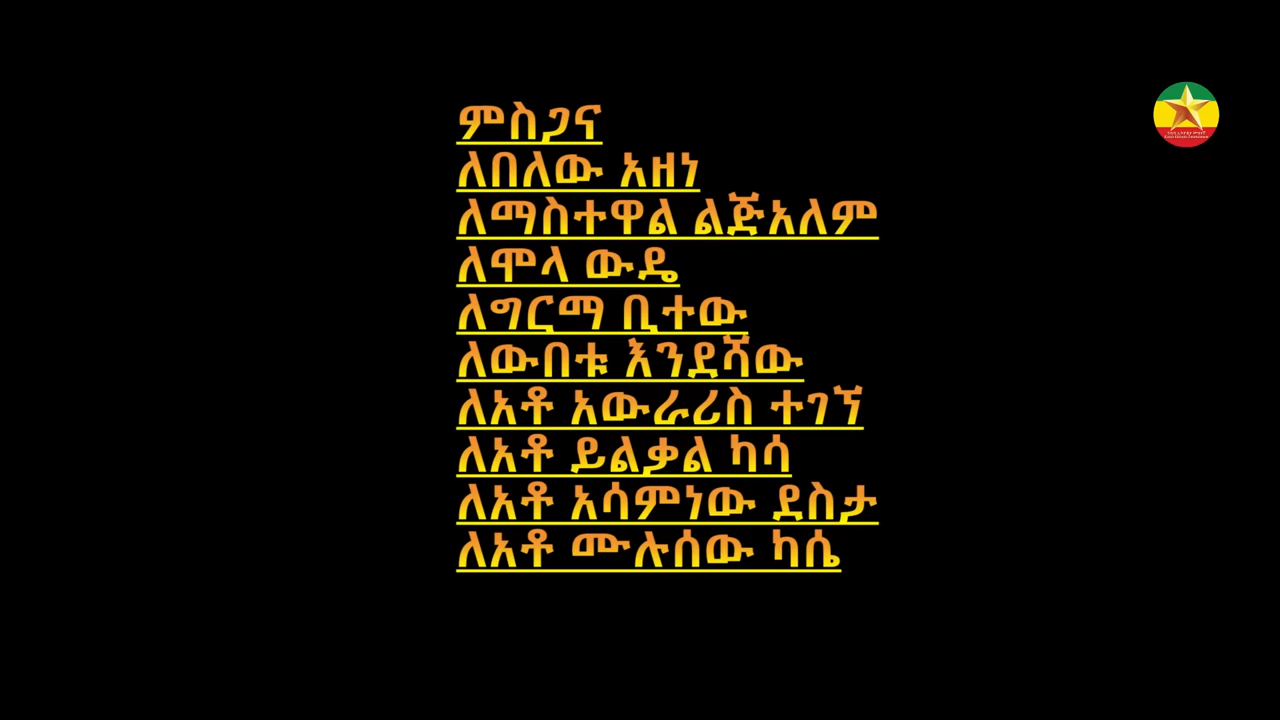 ምስጋና
ለበለው አዘነ
ለማስተዋል ልጅአለም
ለሞላ ውዴ
ለግርማ ቢተው
ለውበቱ እንደሻው
ለአቶ አውራሪስ ተገኘ
ለአቶ ይልቃል ካሳ
ለአቶ አሳምነው ደስታ
ለአቶ ሙሉሰው ካሴ